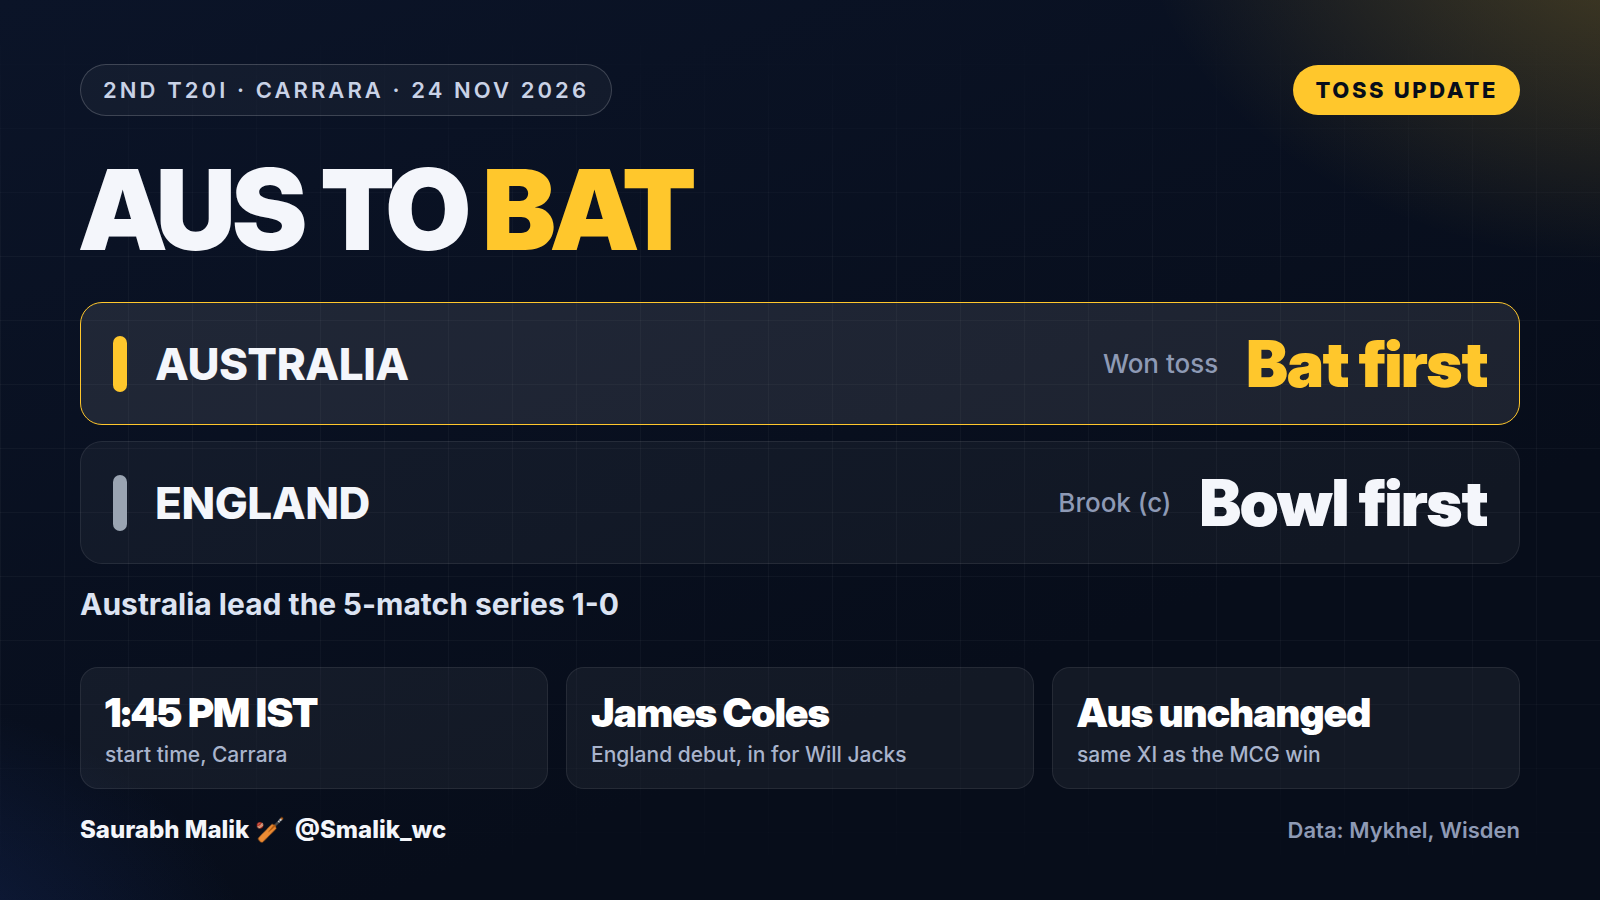 2ND T20I · CARRARA · 24 NOV 2026
TOSS UPDATE
AUS TO BAT
AUSTRALIA
Won toss
Bat first
ENGLAND
Brook (c)
Bowl first
Australia lead the 5-match series 1-0
1:45 PM IST
start time, Carrara
James Coles
England debut, in for Will Jacks
Aus unchanged
same XI as the MCG win
Saurabh Malik 🏏 @Smalik_wc
Data: Mykhel, Wisden